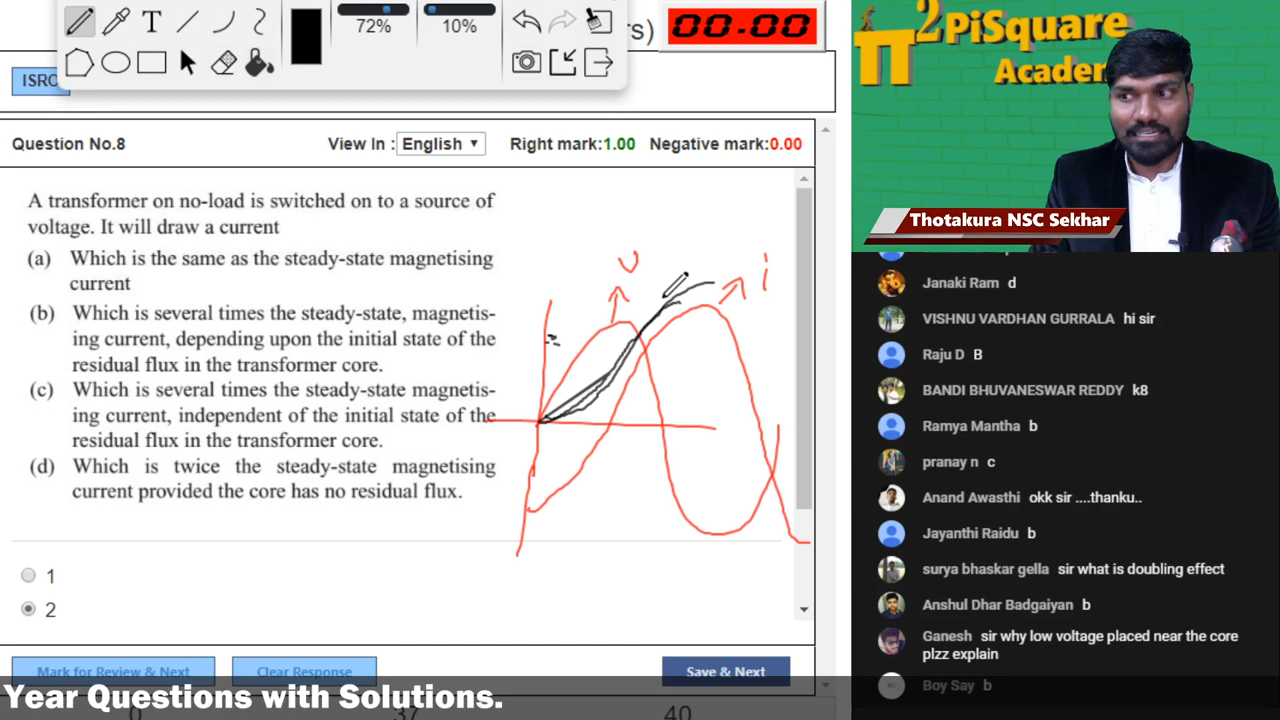 T
72%
10%
rs)
00.00
ISRO
Question No.8
View In : English
Right mark:1.00
Negative mark:0.00
A transformer on no-load is switched on to a source of
voltage. It will draw a current
(a) Which is the same as the steady-state magnetising
current
(b) Which is several times the steady-state, magnetis-
ing current, depending upon the initial state of the
residual flux in the transformer core.
(c) Which is several times the steady-state magnetis-
ing current, independent of the initial state of the
residual flux in the transformer core.
(d) Which is twice the steady-state magnetising
current provided the core has no residual flux.
v
i
1
2
Mark for Review & Next
Clear Response
Save & Next
Year Questions with Solutions.
0 37 40
π 2PiSquare
Academ
Thotakura NSC Sekhar
Janaki Ram d
VISHNU VARDHAN GURRALA hi sir
Raju D B
BANDI BHUVANESWAR REDDY k8
Ramya Mantha b
pranay n c
Anand Awasthi okk sir ....thanku..
Jayanthi Raidu b
surya bhaskar gella sir what is doubling effect
Anshul Dhar Badgaiyan b
Ganesh sir why low voltage placed near the core
plzz explain
Boy Say b